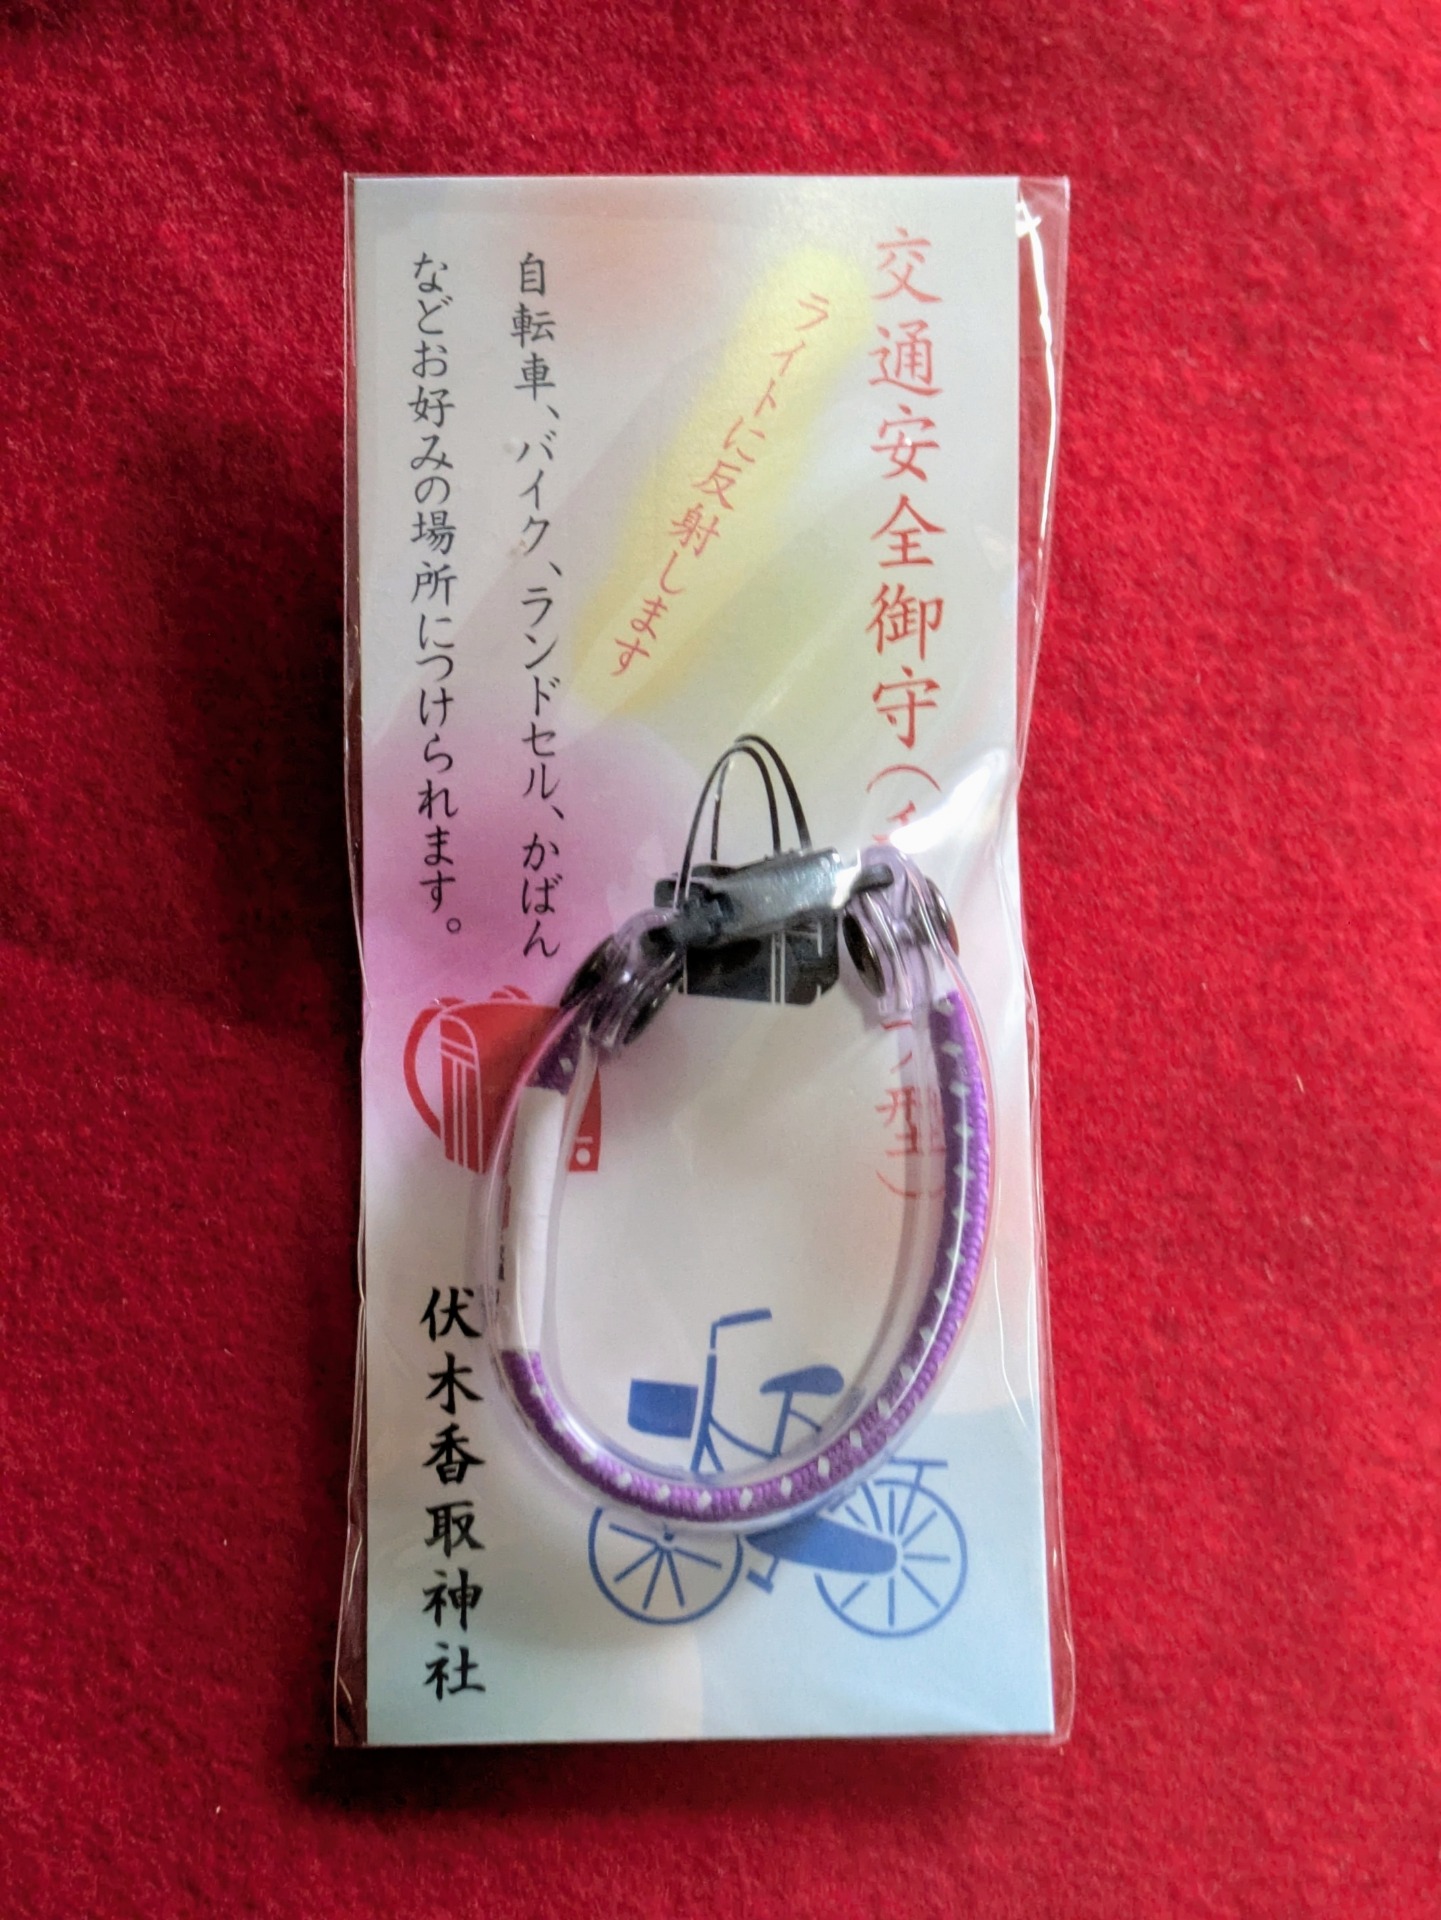 交通安全御守（
型）
ライトに反射します
自転車、バイク、ランドセル、かばん
などお好みの場所につけられます。
伏木香取神社